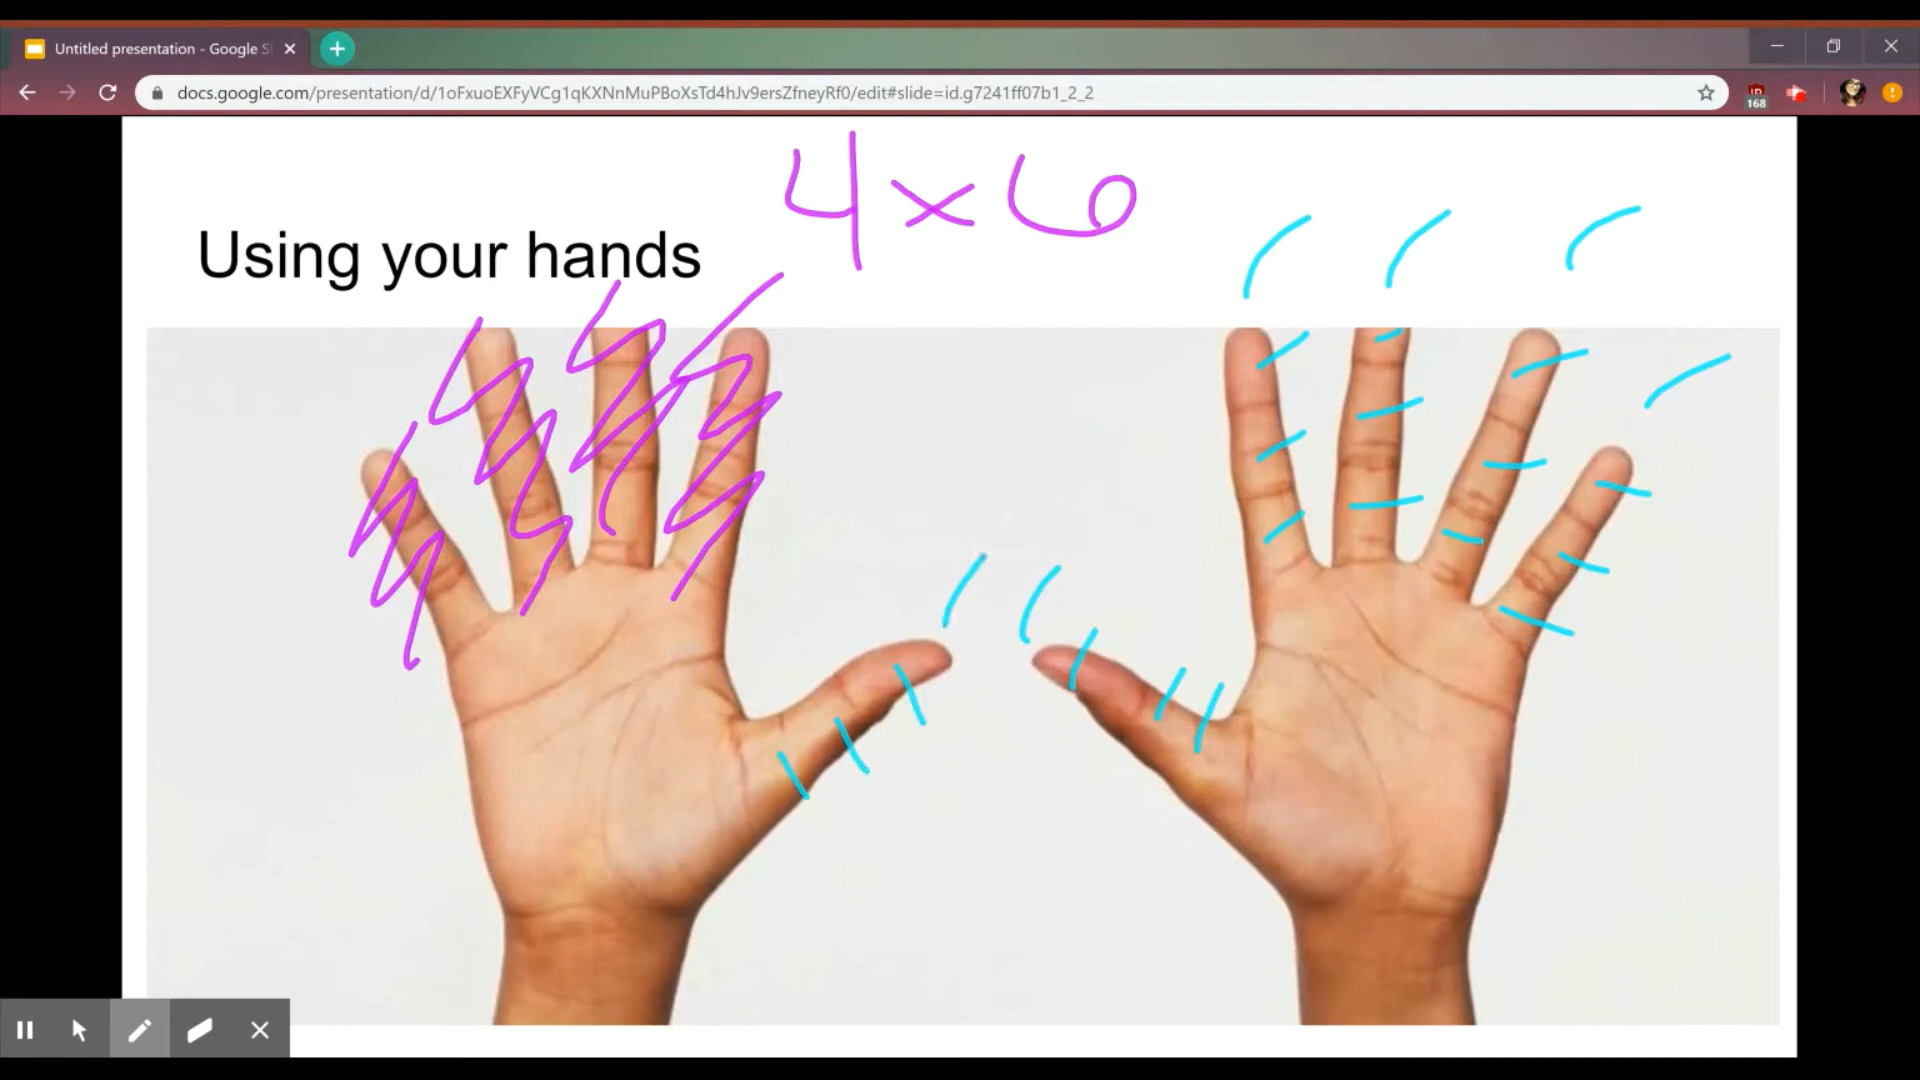 Untitled presentation - Google S
docs.google.com/presentation/d/1oFxuoEXFyVCg1qKXNnMuPBoXsTd4hJv9ersZfneyRf0/edit#slide=id.g7241ff07b1_2_2
168
4 x 6
Using your hands